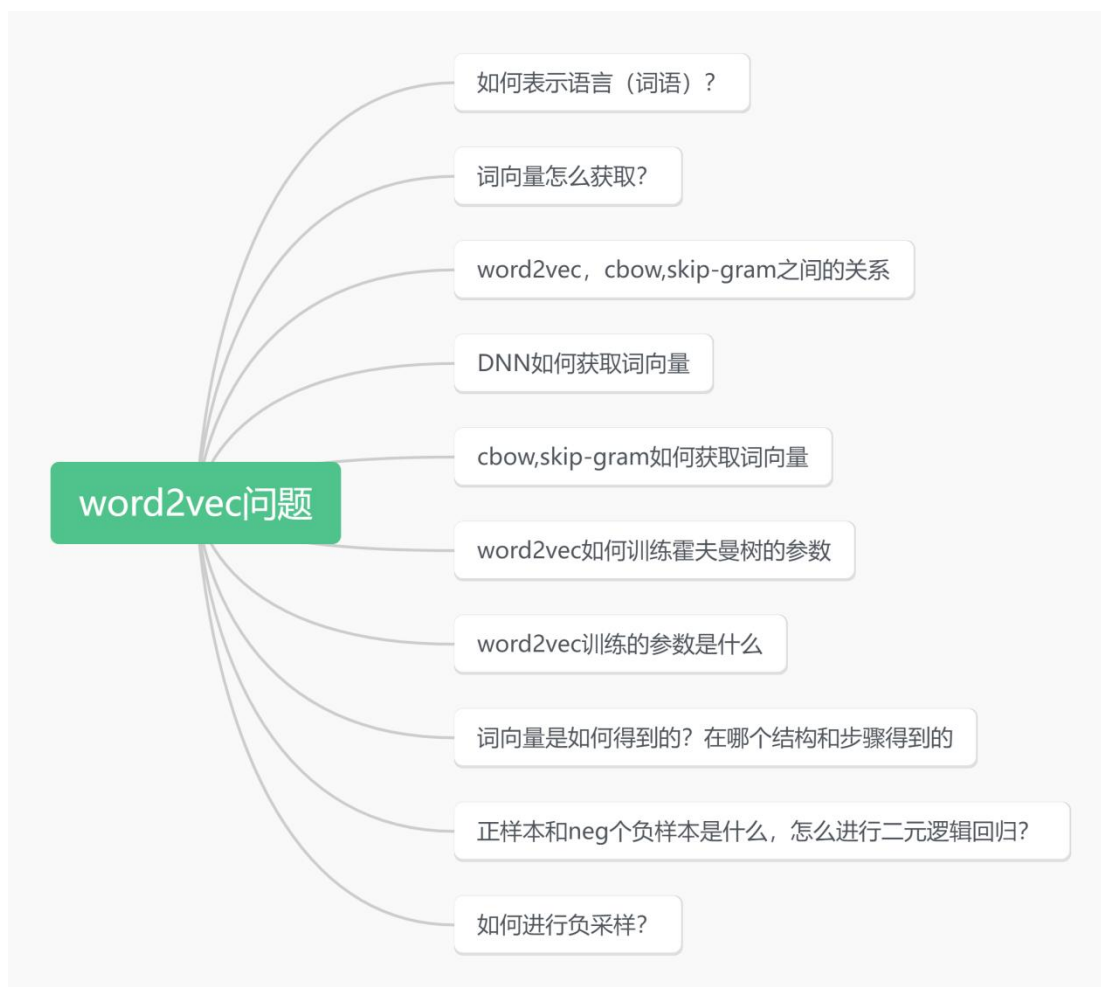 如何表示语言（词语）？
词向量怎么获取？
word2vec，cbow,skip-gram之间的关系
DNN如何获取词向量
cbow,skip-gram如何获取词向量
word2vec问题
word2vec如何训练霍夫曼树的参数
word2vec训练的参数是什么
词向量是如何得到的？在哪个结构和步骤得到的
正样本和neg个负样本是什么，怎么进行二元逻辑回归？
如何进行负采样？